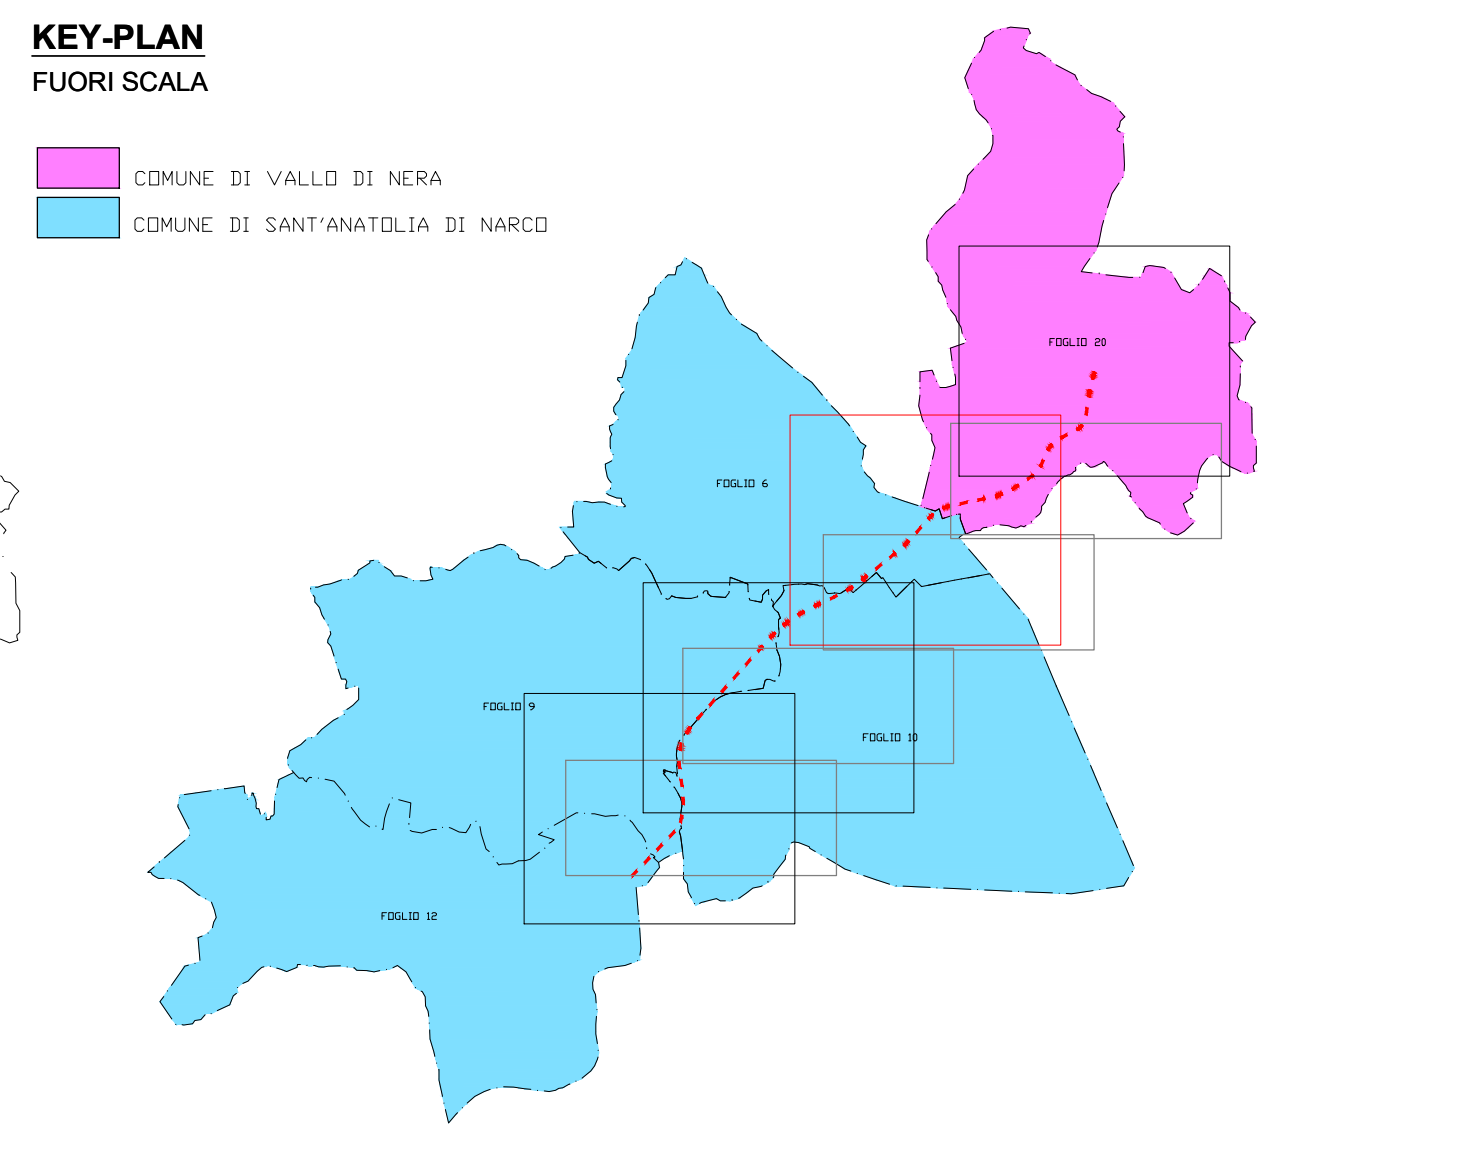 KEY-PLAN
FUORI SCALA
COMUNE DI VALLO DI NERA
COMUNE DI SANT'ANATOLIA DI NARCO
FOGLIO 20
FOGLIO 6
FOGLIO 9
FOGLIO 10
FOGLIO 12